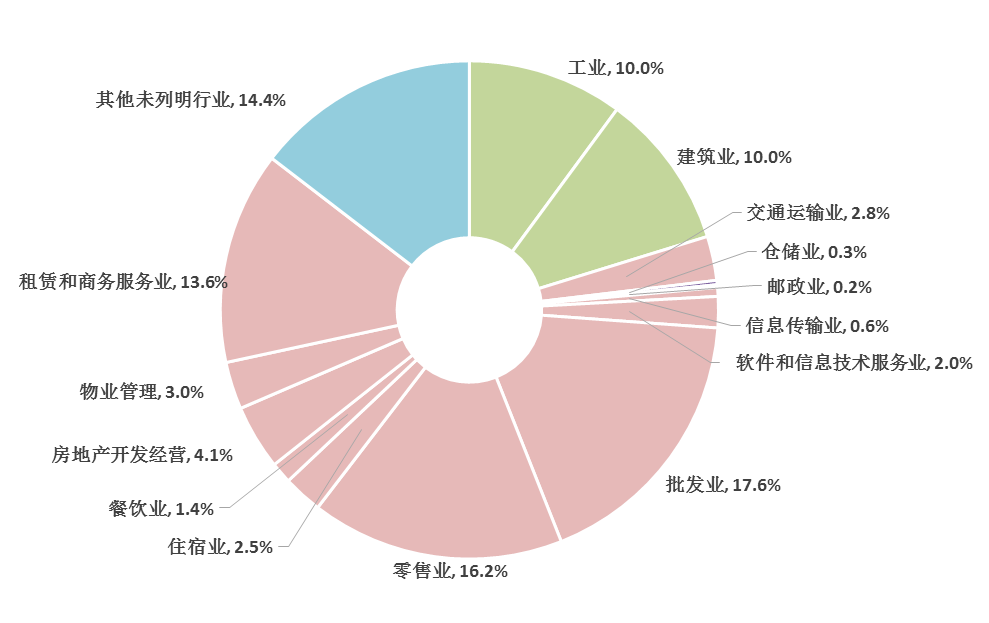 工业, 10.0%
建筑业, 10.0%
交通运输业, 2.8%
仓储业, 0.3%
邮政业, 0.2%
信息传输业, 0.6%
软件和信息技术服务业, 2.0%
批发业, 17.6%
零售业, 16.2%
住宿业, 2.5%
餐饮业, 1.4%
房地产开发经营, 4.1%
物业管理, 3.0%
租赁和商务服务业, 13.6%
其他未列明行业, 14.4%